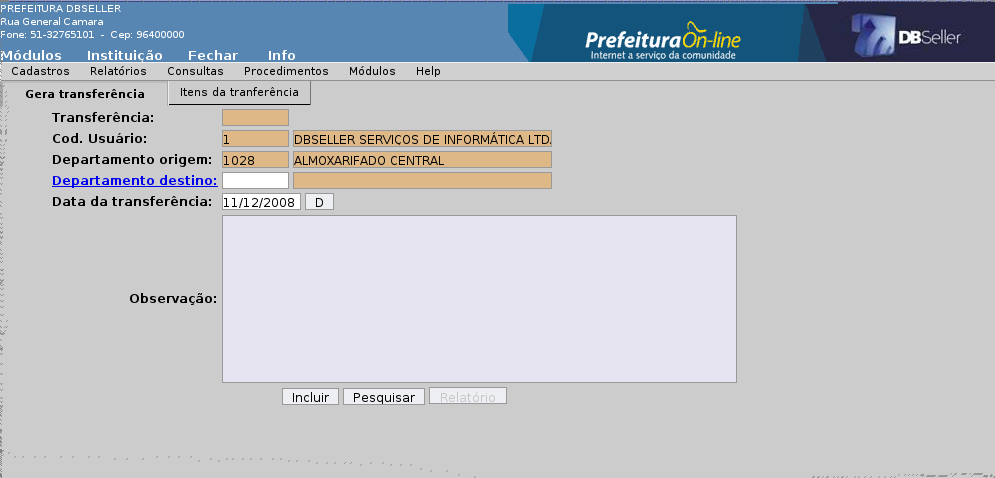 PREFEITURA DBSELLER
Rua General Camara
Fone: 51-32765101 - Cep: 96400000
Módulos Instituição Fechar Info
Prefeitura On-line
Internet a serviço da comunidade
DBSeller
Cadastros Relatórios Consultas Procedimentos Módulos Help
Gera transferência Itens da tranferência
Transferência:
Cod. Usuário: 1 DBSELLER SERVIÇOS DE INFORMÁTICA LTD.
Departamento origem: 1028 ALMOXARIFADO CENTRAL
Departamento destino:
Data da transferência: 11/12/2008 D
Observação:
Incluir Pesquisar Relatório